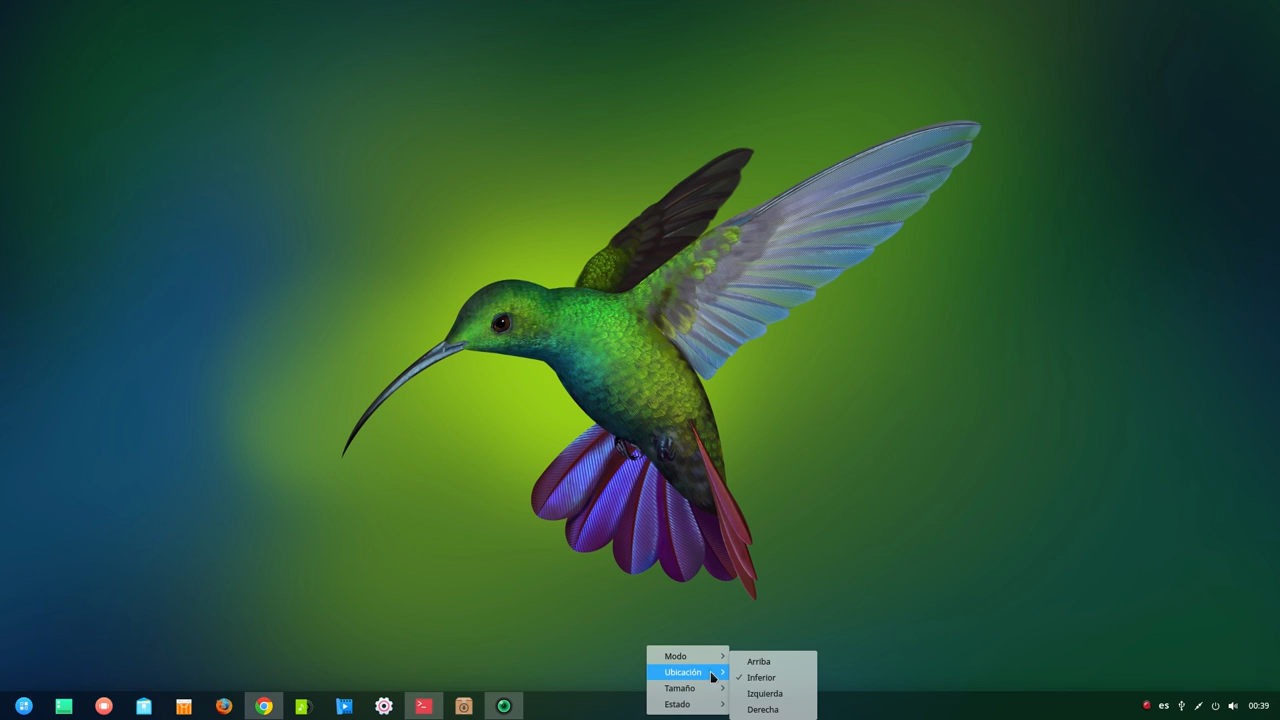 Modo
Ubicación
Tamaño
Estado
Arriba
Inferior
Izquierda
Derecha
es
00:39